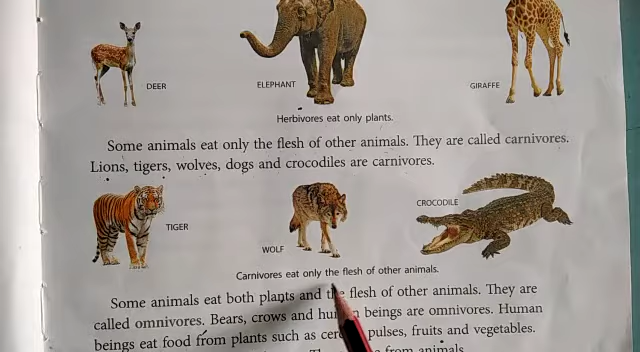 DEER
ELEPHANT
GIRAFFE
Herbivores eat only plants.
Some animals eat only the flesh of other animals. They are called carnivores.
Lions, tigers, wolves, dogs and crocodiles are carnivores.
TIGER
WOLF
CROCODILE
Carnivores eat only the flesh of other animals.
Some animals eat both plants and the flesh of other animals. They are
called omnivores. Bears, crows and human beings are omnivores. Human
beings eat food from plants such as pulses, fruits and vegetables.
from animals